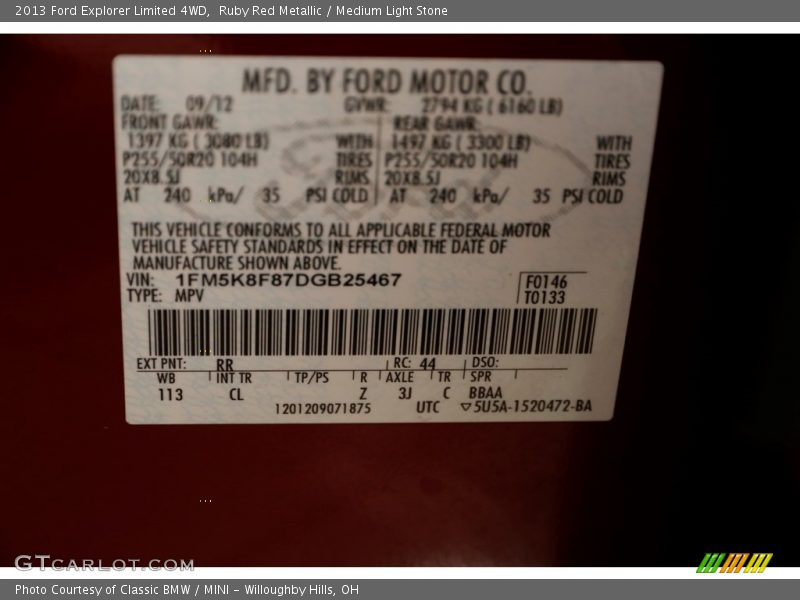 2013 Ford Explorer Limited 4WD,  Ruby Red Metallic / Medium Light Stone
MFD. BY FORD MOTOR CO.
DATE: 09/12 GVWR: 2794 KG ( 6160 LB)
FRONT GAWR: REAR GAWR:
1397 KG ( 3080 LB) WITH 1497 KG ( 3300 LB) WITH
P255/50R20 104H TIRES P255/50R20 104H TIRES
20X8.5J RIMS 20X8.5J RIMS
AT 240 kPa/ 35 PSI COLD AT 240 kPa/ 35 PSI COLD
THIS VEHICLE CONFORMS TO ALL APPLICABLE FEDERAL MOTOR
VEHICLE SAFETY STANDARDS IN EFFECT ON THE DATE OF
MANUFACTURE SHOWN ABOVE.
VIN: 1FM5K8F87DGB25467 F0146
TYPE: MPV T0133
EXT PNT: RR RC: 44 DSO:
WB INT TR TP/PS R AXLE TR SPR
113 CL Z 3J C BBAA
1201209071875 UTC ▽5U5A-1520472-BA
GTCARLOT.COM
Photo Courtesy of Classic BMW / MINI - Willoughby Hills, OH